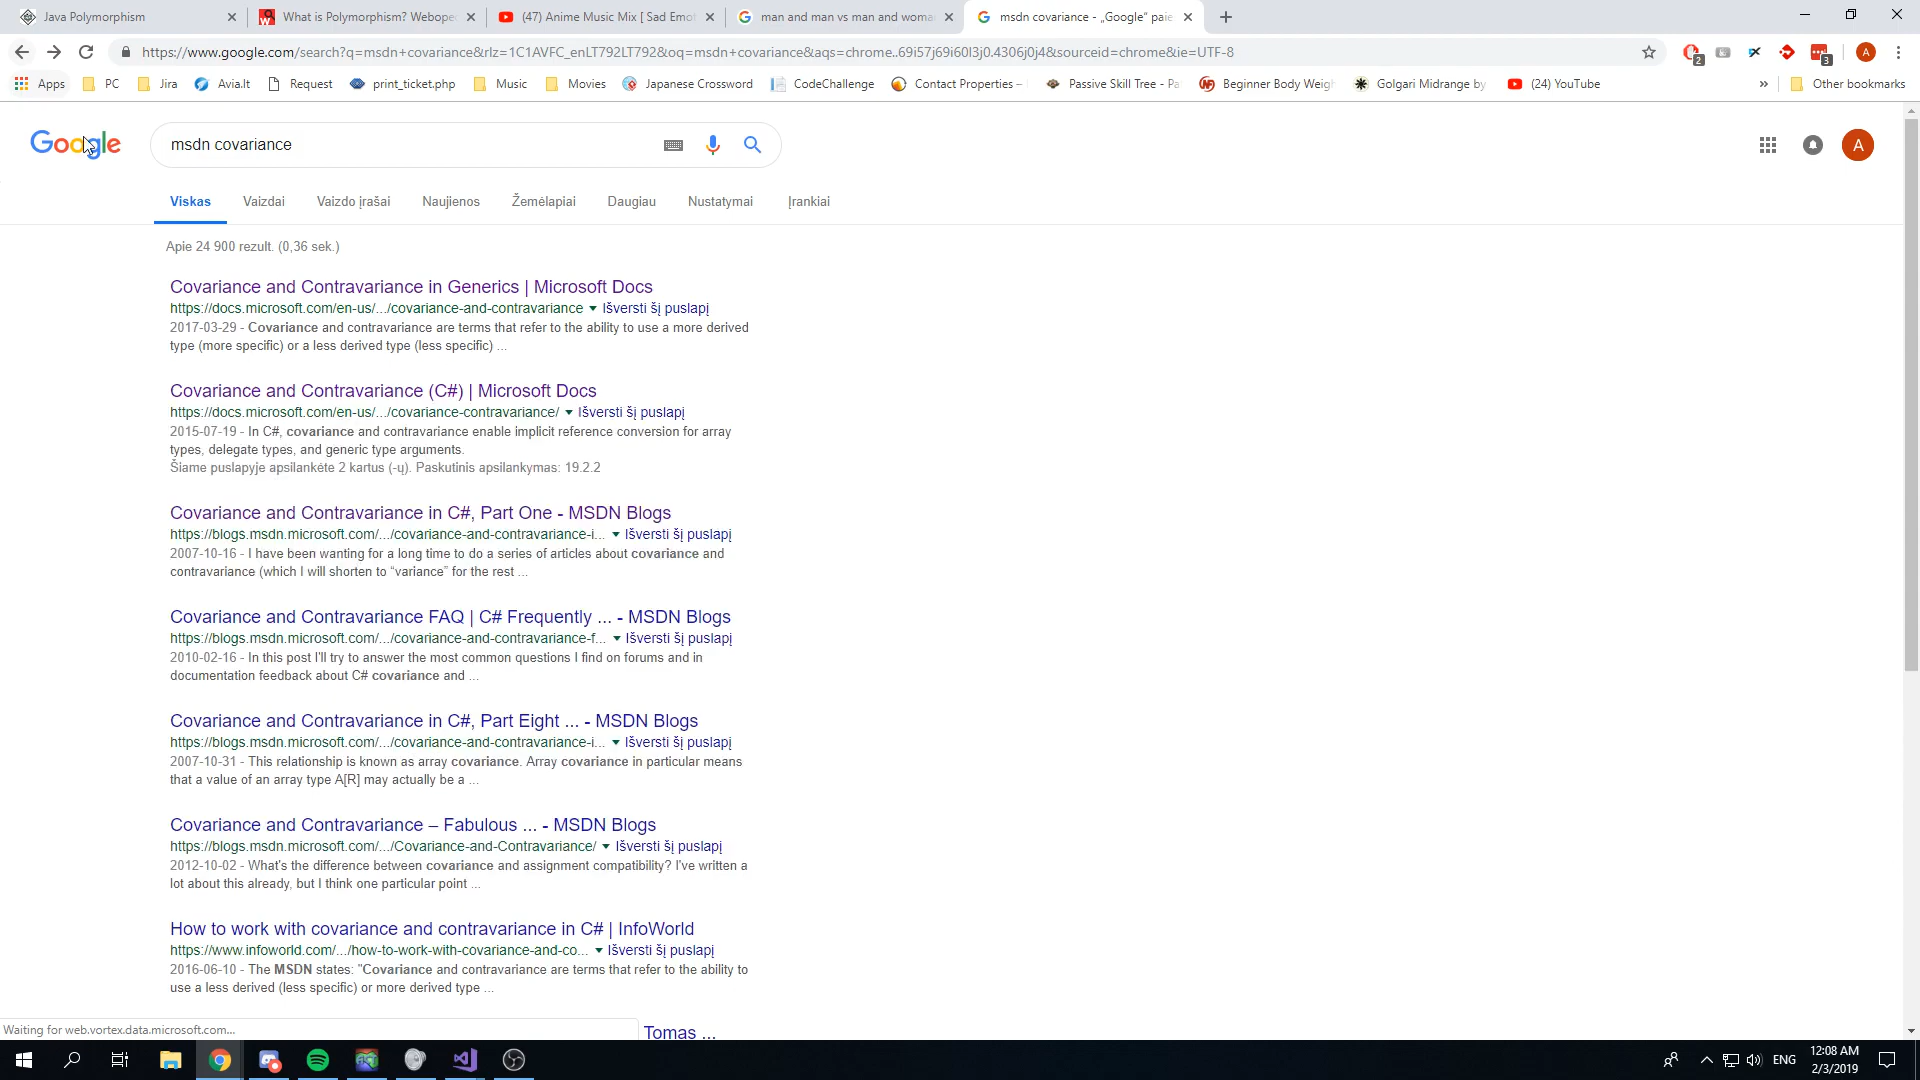 Java Polymorphism
What is Polymorphism? Webope
(47) Anime Music Mix [ Sad Emot
man and man vs man and woma
msdn covariance - „Google“ paie
https://www.google.com/search?q=msdn+covariance&rlz=1C1AVFC_enLT792LT792&oq=msdn+covariance&aqs=chrome..69i57j69i60l3j0.4306j0j4&sourceid=chrome&ie=UTF-8
2
3
A
Apps
PC
Jira
Avia.lt
Request
print_ticket.php
Music
Movies
Japanese Crossword
CodeChallenge
Contact Properties –
Passive Skill Tree - Pa
Beginner Body Weigh
Golgari Midrange by
(24) YouTube
»
Other bookmarks
Google
msdn covariance
A
Viskas
Vaizdai
Vaizdo įrašai
Naujienos
Žemėlapiai
Daugiau
Nustatymai
Įrankiai
Apie 24 900 rezult. (0,36 sek.)
Covariance and Contravariance in Generics | Microsoft Docs
https://docs.microsoft.com/en-us/.../covariance-and-contravariance ▼ Išversti šį puslapį
2017-03-29 - Covariance and contravariance are terms that refer to the ability to use a more derived
type (more specific) or a less derived type (less specific) ...
Covariance and Contravariance (C#) | Microsoft Docs
https://docs.microsoft.com/en-us/.../covariance-contravariance/ ▼ Išversti šį puslapį
2015-07-19 - In C#, covariance and contravariance enable implicit reference conversion for array
types, delegate types, and generic type arguments.
Šiame puslapyje apsilankėte 2 kartus (-ų). Paskutinis apsilankymas: 19.2.2
Covariance and Contravariance in C#, Part One - MSDN Blogs
https://blogs.msdn.microsoft.com/.../covariance-and-contravariance-i... ▼ Išversti šį puslapį
2007-10-16 - I have been wanting for a long time to do a series of articles about covariance and
contravariance (which I will shorten to “variance” for the rest ...
Covariance and Contravariance FAQ | C# Frequently ... - MSDN Blogs
https://blogs.msdn.microsoft.com/.../covariance-and-contravariance-f... ▼ Išversti šį puslapį
2010-02-16 - In this post I'll try to answer the most common questions I find on forums and in
documentation feedback about C# covariance and ...
Covariance and Contravariance in C#, Part Eight ... - MSDN Blogs
https://blogs.msdn.microsoft.com/.../covariance-and-contravariance-i... ▼ Išversti šį puslapį
2007-10-31 - This relationship is known as array covariance. Array covariance in particular means
that a value of an array type A[R] may actually be a ...
Covariance and Contravariance – Fabulous ... - MSDN Blogs
https://blogs.msdn.microsoft.com/.../Covariance-and-Contravariance/ ▼ Išversti šį puslapį
2012-10-02 - What's the difference between covariance and assignment compatibility? I've written a
lot about this already, but I think one particular point ...
How to work with covariance and contravariance in C# | InfoWorld
https://www.infoworld.com/.../how-to-work-with-covariance-and-co... ▼ Išversti šį puslapį
2016-06-10 - The MSDN states: "Covariance and contravariance are terms that refer to the ability to
use a less derived (less specific) or more derived type ...
Waiting for web.vortex.data.microsoft.com...
Tomas ...
ENG
12:08 AM
2/3/2019